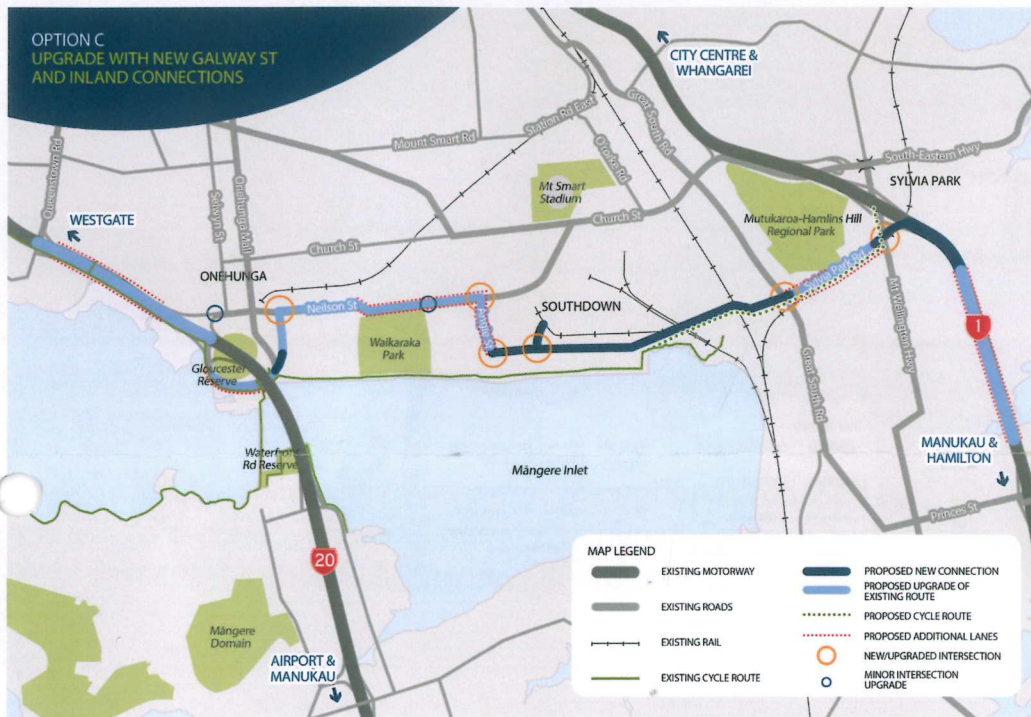 OPTION C
UPGRADE WITH NEW GALWAY ST
AND INLAND CONNECTIONS
CITY CENTRE &
WHANGAREI
Queenstown Rd
Selwyn St
Onehunga Mall
Mount Smart Rd
Station Rd East
Great South Rd
O'rorke Rd
South-Eastern Hwy
SYLVIA PARK
WESTGATE
Mt Smart
Stadium
Church St
Church St
Mutukaroa-Hamlins Hill
Regional Park
ONEHUNGA
Neilson St
Angle St
SOUTHDOWN
Sylvia Park Rd
Mt Wellington Hwy
1
Waikaraka
Park
Gloucester
Reserve
Great South Rd
MANUKAU &
HAMILTON
Waterfront
Rd Reserve
Māngere Inlet
Princes St
20
Māngere
Domain
AIRPORT &
MANUKAU
MAP LEGEND
EXISTING MOTORWAY
EXISTING ROADS
EXISTING RAIL
EXISTING CYCLE ROUTE
PROPOSED NEW CONNECTION
PROPOSED UPGRADE OF
EXISTING ROUTE
PROPOSED CYCLE ROUTE
PROPOSED ADDITIONAL LANES
NEW/UPGRADED INTERSECTION
MINOR INTERSECTION
UPGRADE